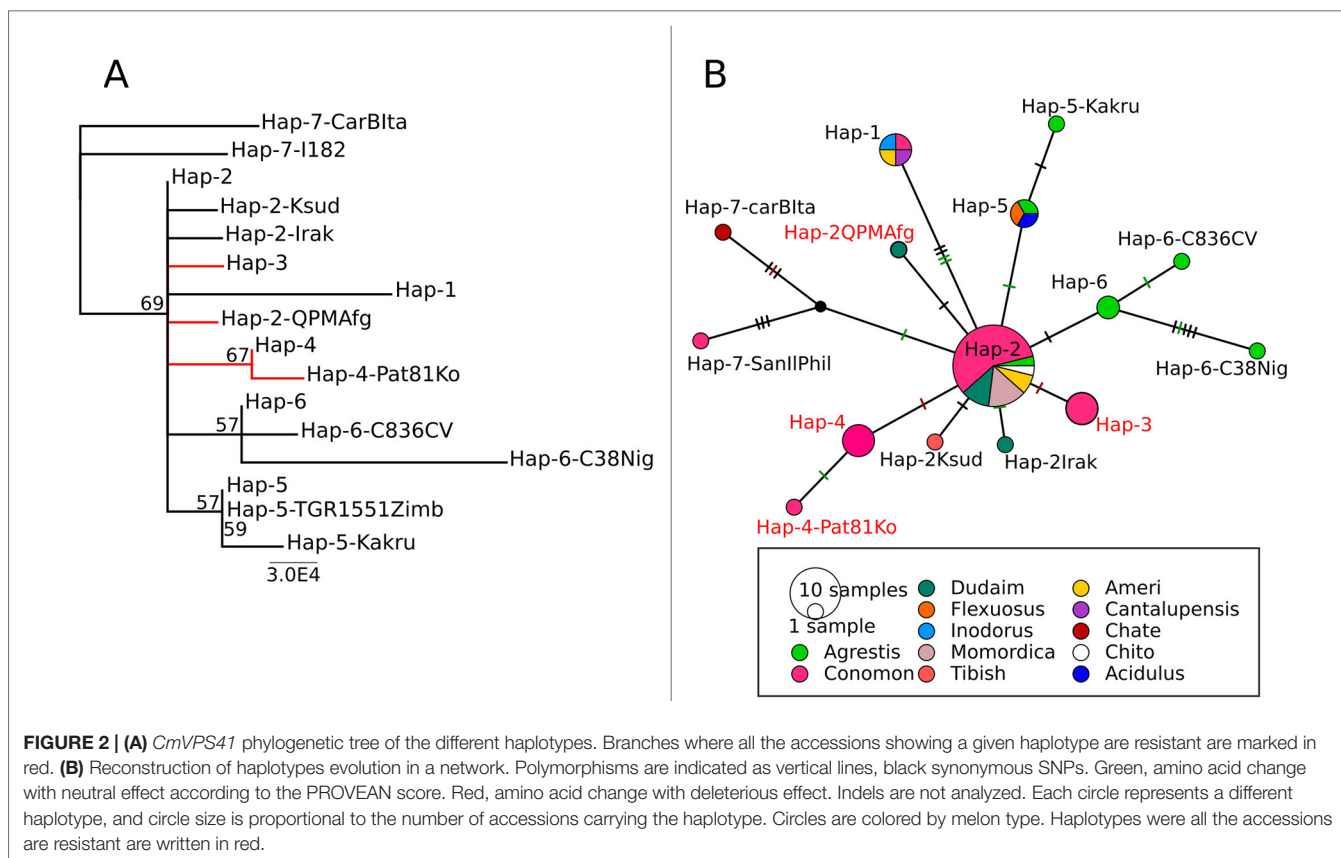 A
Hap-7-CarBIta
Hap-7-I182
Hap-2
Hap-2-Ksud
Hap-2-Irak
Hap-3
Hap-1
69
Hap-2-QPMAfg
67
Hap-4
Hap-4-Pat81Ko
Hap-6
57
Hap-6-C836CV
Hap-6-C38Nig
Hap-5
57
Hap-5-TGR1551Zimb
59
Hap-5-Kakru
3.0E4
B
Hap-5-Kakru
Hap-1
Hap-7-carBIta
Hap-5
Hap-2QPMAfg
Hap-6-C836CV
Hap-6
Hap-2
Hap-7-SanIlPhil
Hap-6-C38Nig
Hap-4
Hap-3
Hap-2Ksud
Hap-2Irak
Hap-4-Pat81Ko
10 samples
1 sample
Agrestis
Conomon
Dudaim
Flexuosus
Inodorus
Momordica
Tibish
Ameri
Cantalupensis
Chate
Chito
Acidulus
FIGURE 2 | (A) CmVPS41 phylogenetic tree of the different haplotypes. Branches where all the accessions showing a given haplotype are resistant are marked in
red. (B) Reconstruction of haplotypes evolution in a network. Polymorphisms are indicated as vertical lines, black synonymous SNPs. Green, amino acid change
with neutral effect according to the PROVEAN score. Red, amino acid change with deleterious effect. Indels are not analyzed. Each circle represents a different
haplotype, and circle size is proportional to the number of accessions carrying the haplotype. Circles are colored by melon type. Haplotypes were all the accessions
are resistant are written in red.